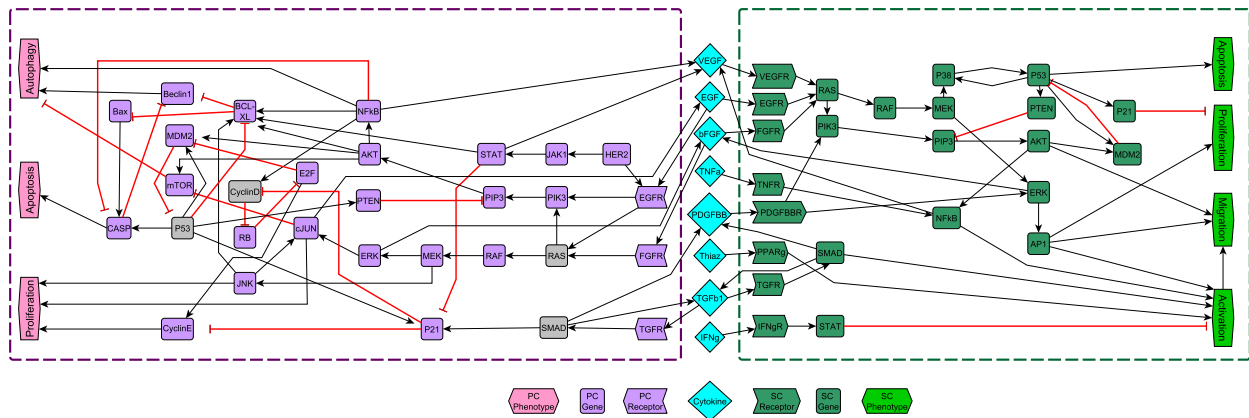 Autophagy
Apoptosis
Proliferation
Beclin1
Bax
BCL
XL
NFkB
MDM2
AKT
STAT
JAK1
HER2
mTOR
E2F
CyclinD
PTEN
PIP3
PIK3
EGFR
CASP
P53
RB
cJUN
ERK
MEK
RAF
RAS
FGFR
JNK
CyclinE
P21
SMAD
TGFR
VEGF
EGF
bFGF
TNFa
PDGFBB
Thiaz
TGFb1
IFNg
VEGFR
EGFR
FGFR
TNFR
PDGFBBR
PPARg
TGFR
IFNgR
RAS
PIK3
RAF
P38
MEK
PIP3
P53
PTEN
AKT
P21
MDM2
ERK
NFkB
AP1
SMAD
STAT
Apoptosis
Proliferation
Migration
Activation
PC
Phenotype
PC
Gene
PC
Receptor
Cytokine
SC
Receptor
SC
Gene
SC
Phenotype